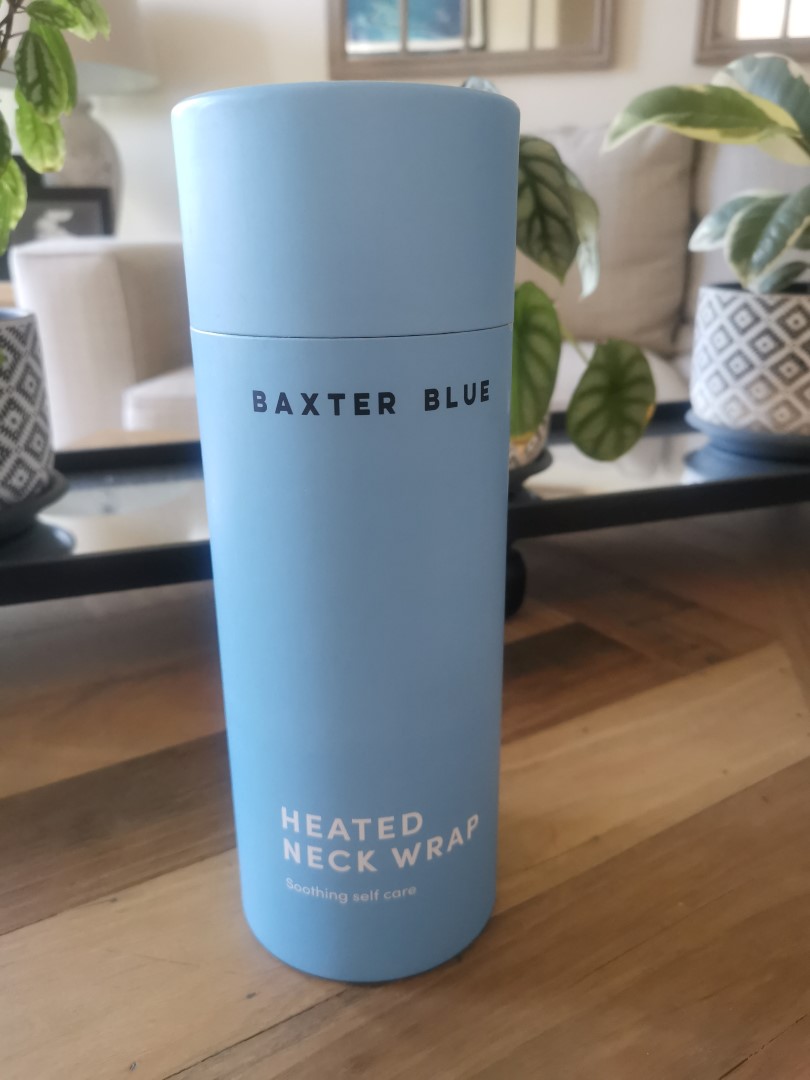 BAXTER BLUE
HEATED
NECK WRAP
Soothing self care